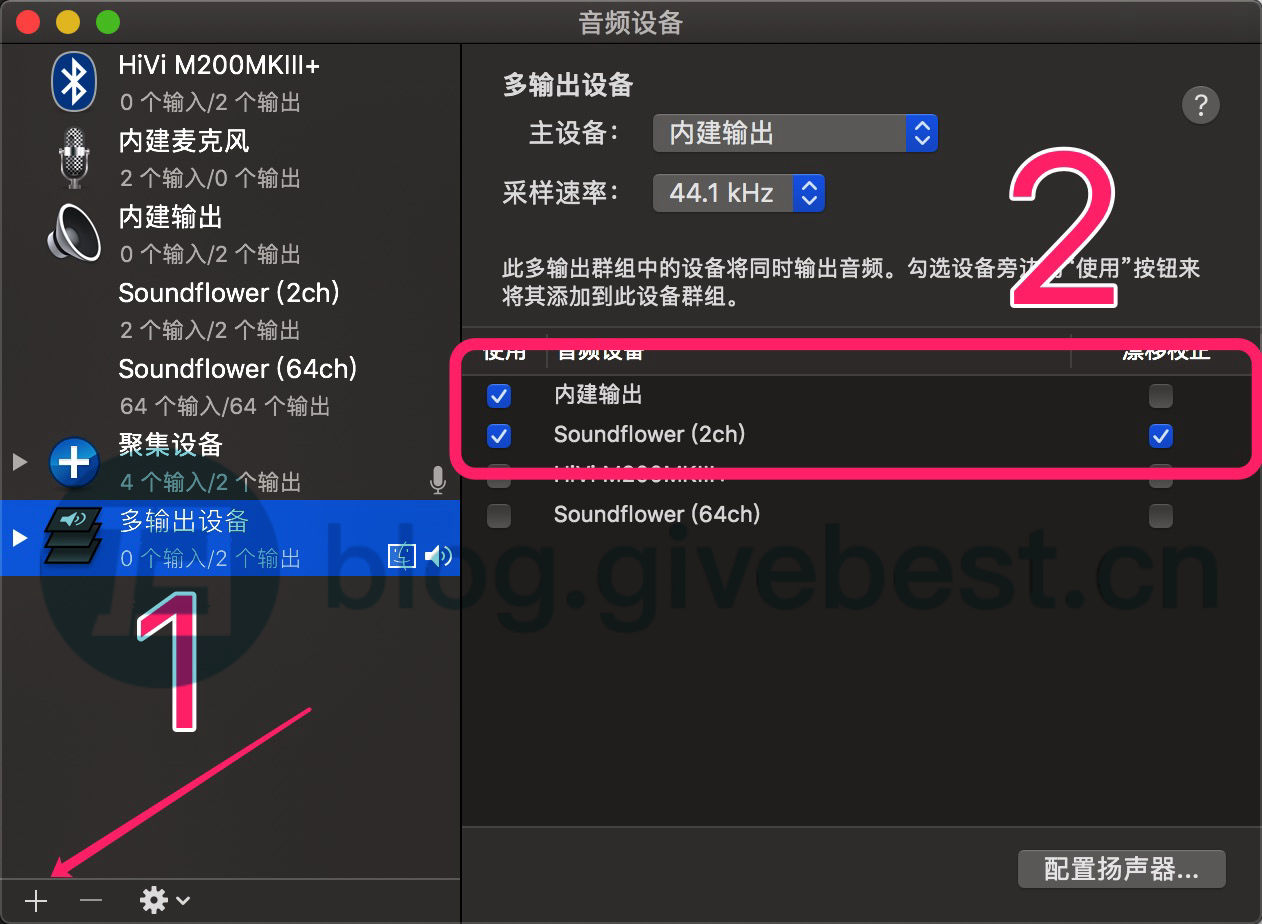 音频设备
HiVi M200MKIII+
0 个输入/2 个输出
内建麦克风
2 个输入/0 个输出
内建输出
0 个输入/2 个输出
Soundflower (2ch)
2 个输入/2 个输出
Soundflower (64ch)
64 个输入/64 个输出
聚集设备
4 个输入/2 个输出
多输出设备
0 个输入/2 个输出
1
多输出设备
?
主设备: 内建输出
采样速率: 44.1 kHz
2
此多输出群组中的设备将同时输出音频。勾选设备旁边的“使用”按钮来
将其添加到此设备群组。
使用 音频设备 漂移校正
内建输出
Soundflower (2ch)
HiVi M200MKIII+
Soundflower (64ch)
blog.givebest.cn
配置扬声器...